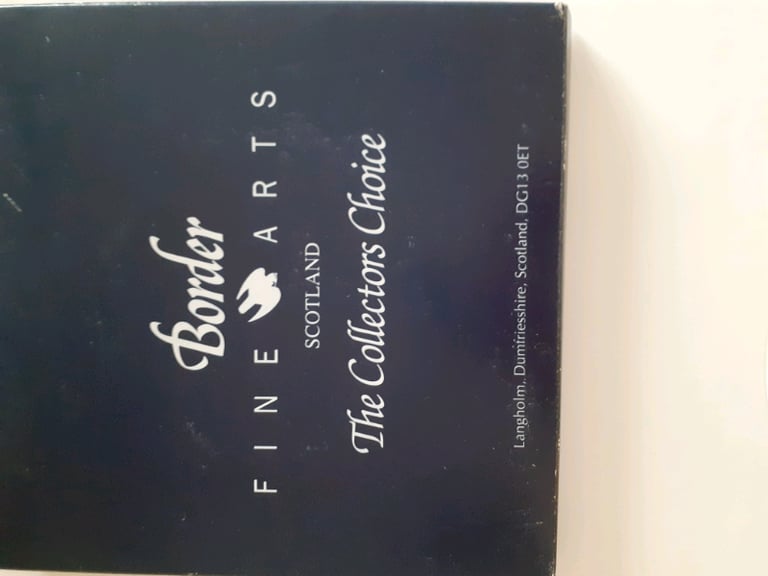 Border
FINE ARTS
SCOTLAND
The Collectors Choice
Langholm, Dumfriesshire, Scotland, DG13 0ET